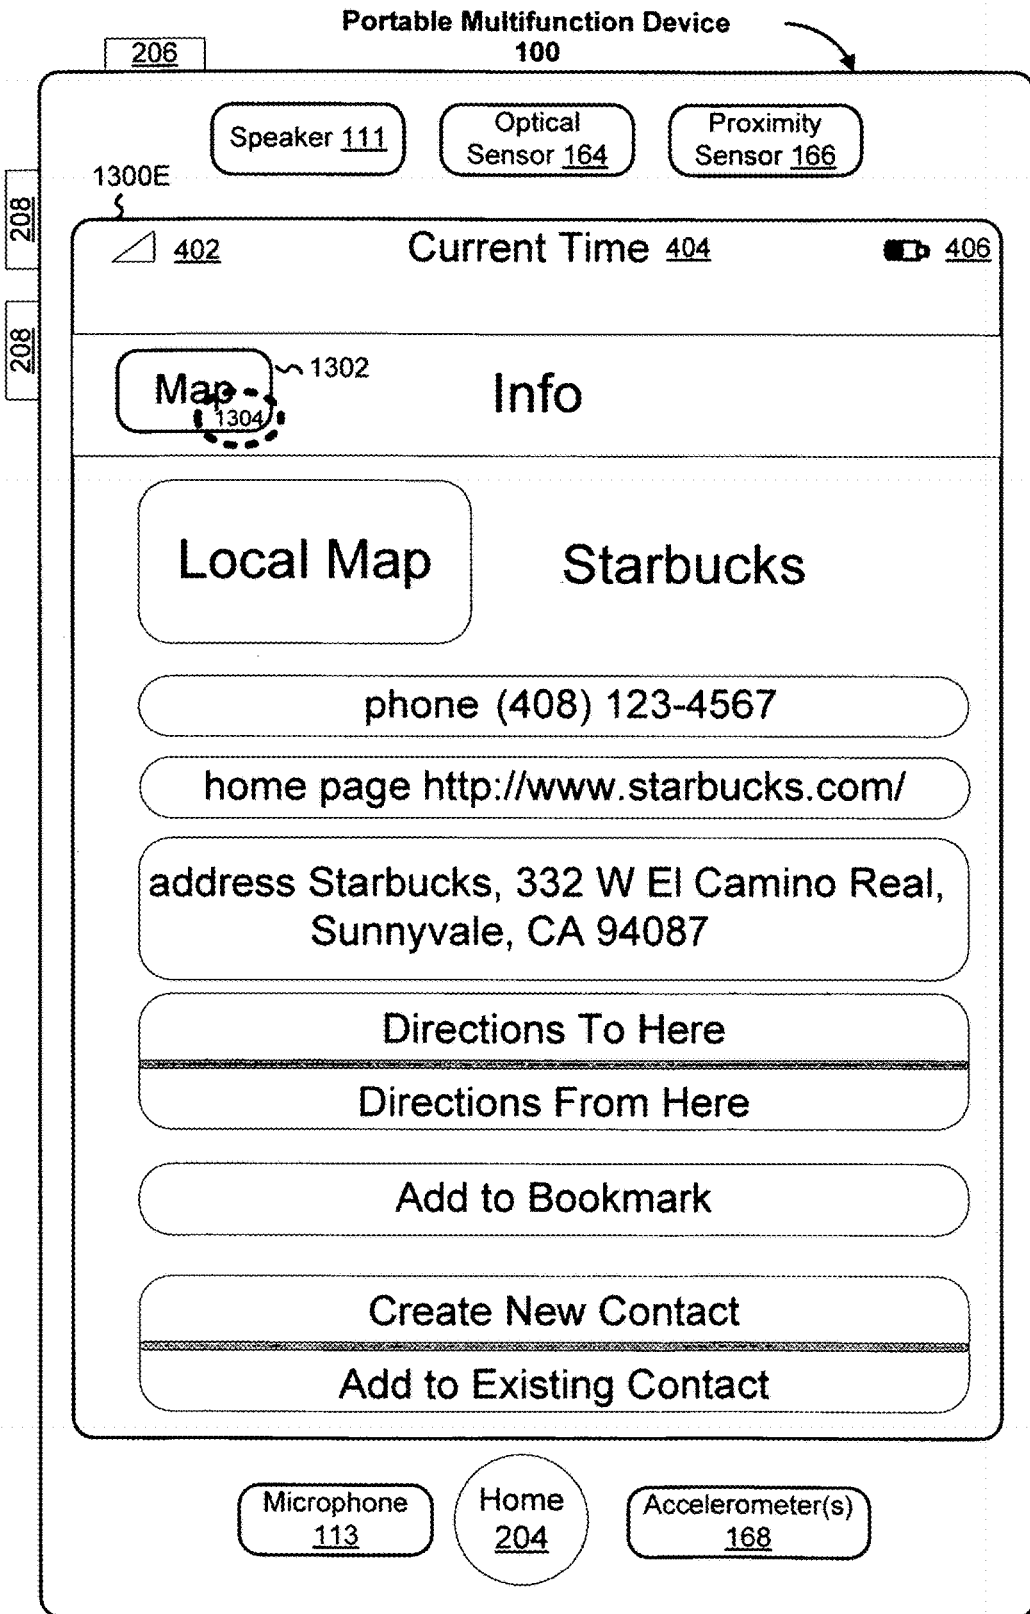 Portable Multifunction Device
100
206
Speaker 111
Optical
Sensor 164
Proximity
Sensor 166
1300E
208
208
402
Current Time 404
406
Map
1302
1304
Info
Local Map
Starbucks
phone (408) 123-4567
home page http://www.starbucks.com/
address Starbucks, 332 W El Camino Real,
Sunnyvale, CA 94087
Directions To Here
Directions From Here
Add to Bookmark
Create New Contact
Add to Existing Contact
Microphone
113
Home
204
Accelerometer(s)
168